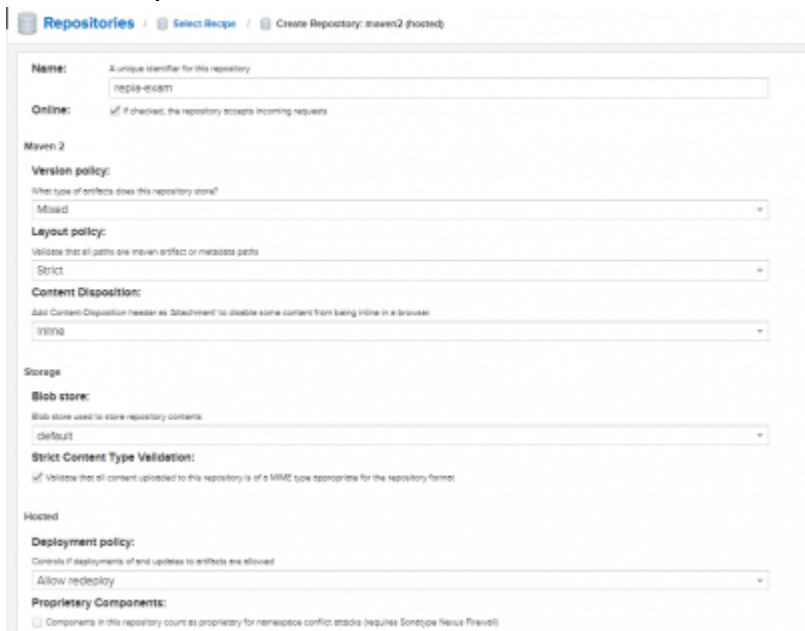 Repositories / Select Recipe / Create Repository: maven2 (hosted)
Name: A unique identifier for this repository
repla-exam
Online: If checked, the repository accepts incoming requests
Maven 2
Version policy:
What type of artifacts does this repository store?
Mixed
Layout policy:
Validate that all paths are maven artifact or metadata paths
Strict
Content Disposition:
Add Content-Disposition header as 'Attachment' to disable some content from being inline in a browser.
Inline
Storage
Blob store:
Blob store used to store repository contents
default
Strict Content Type Validation:
Validate that all content uploaded to this repository is of a MIME type appropriate for the repository format
Hosted
Deployment policy:
Controls if deployments of and updates to artifacts are allowed
Allow redeploy
Proprietary Components:
Components in this repository count as proprietary for namespace conflict attacks (requires Sonatype Nexus Firewall)